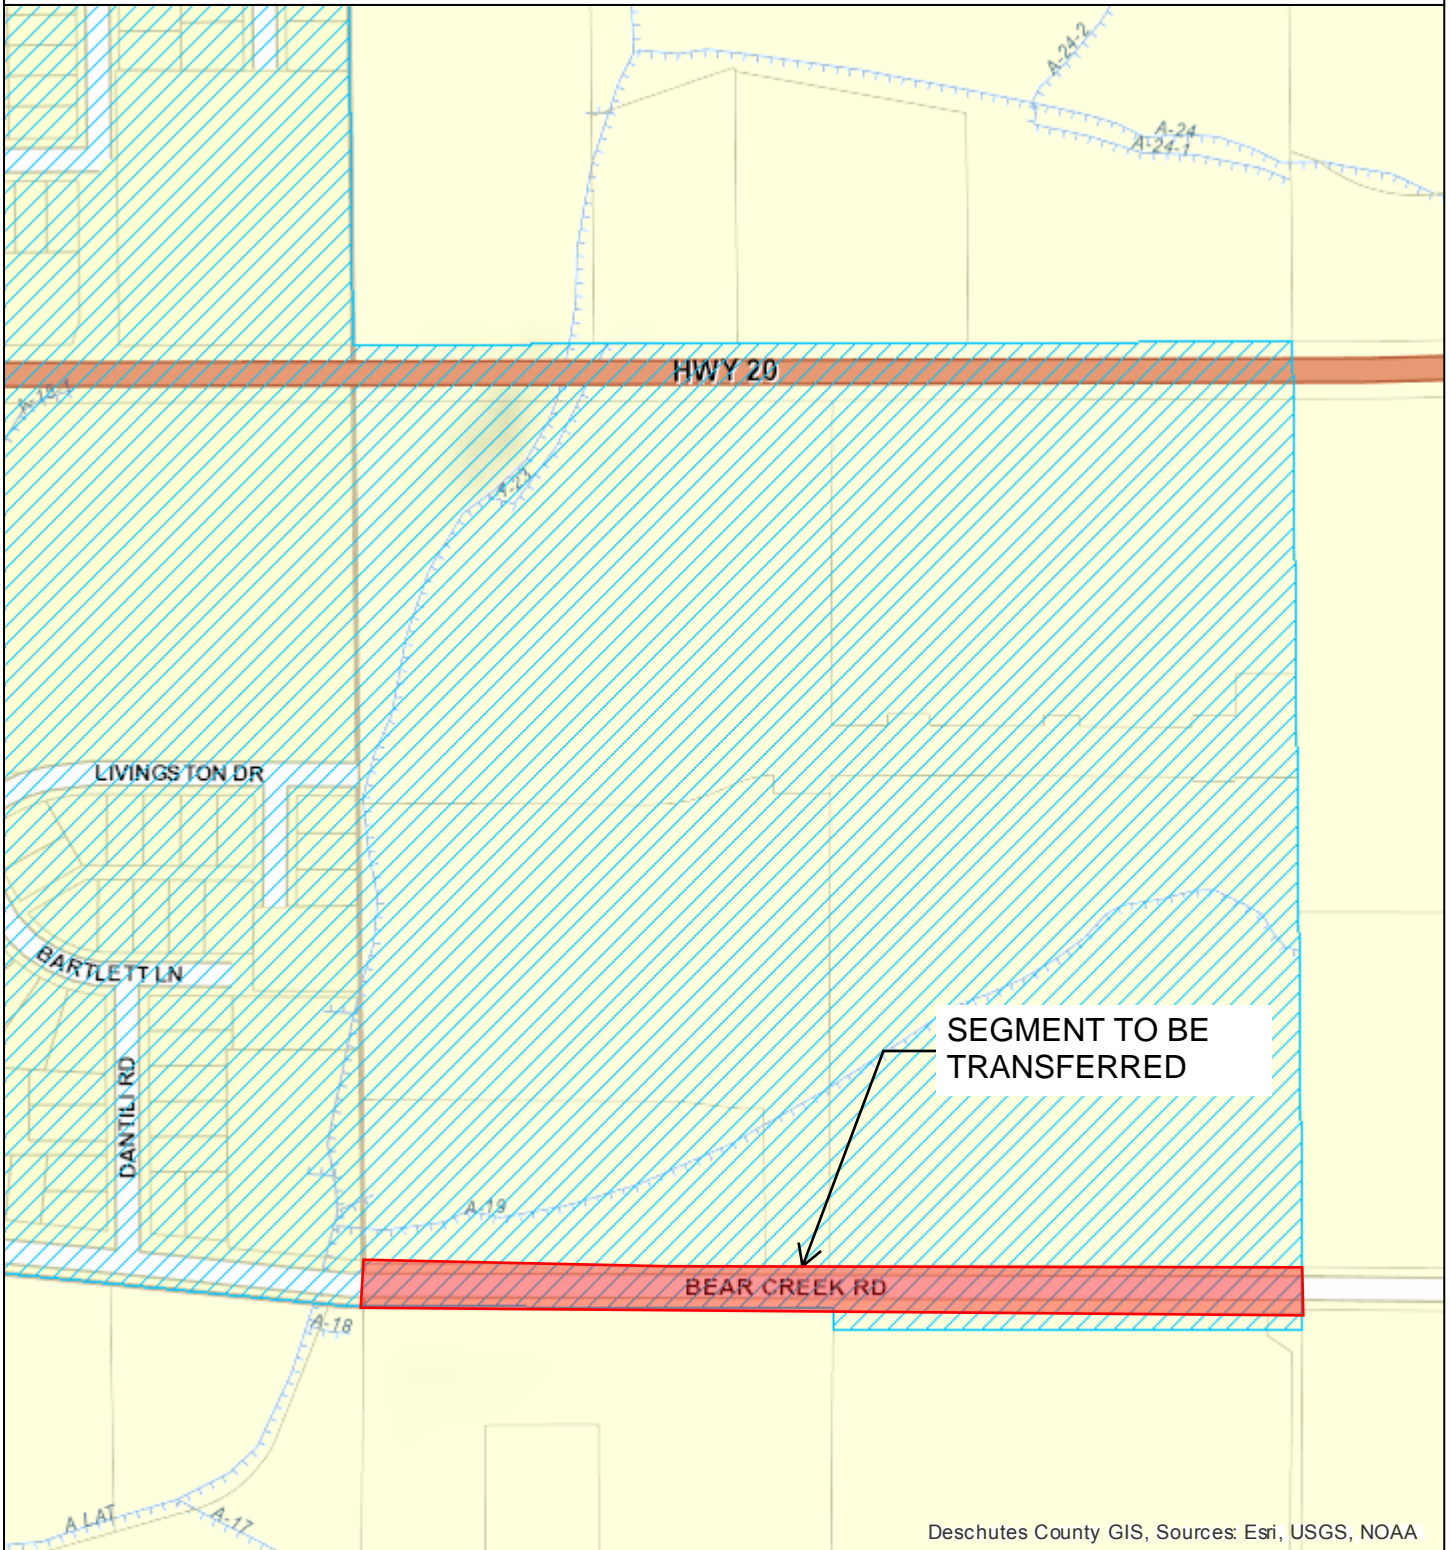 A-24-2
A-24
A-24-1
HWY 20
A-18-1
LIVINGSTON DR
BARTLETT LN
SEGMENT TO BE
TRANSFERRED
DANTILI RD
A-19
BEAR CREEK RD
A-18
A LAT
A-17
Deschutes County GIS, Sources: Esri, USGS, NOAA